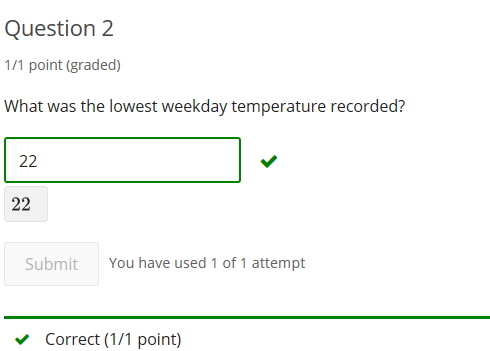 Question 2
1/1 point (graded)
What was the lowest weekday temperature recorded?
22
22
Submit You have used 1 of 1 attempt
Correct (1/1 point)